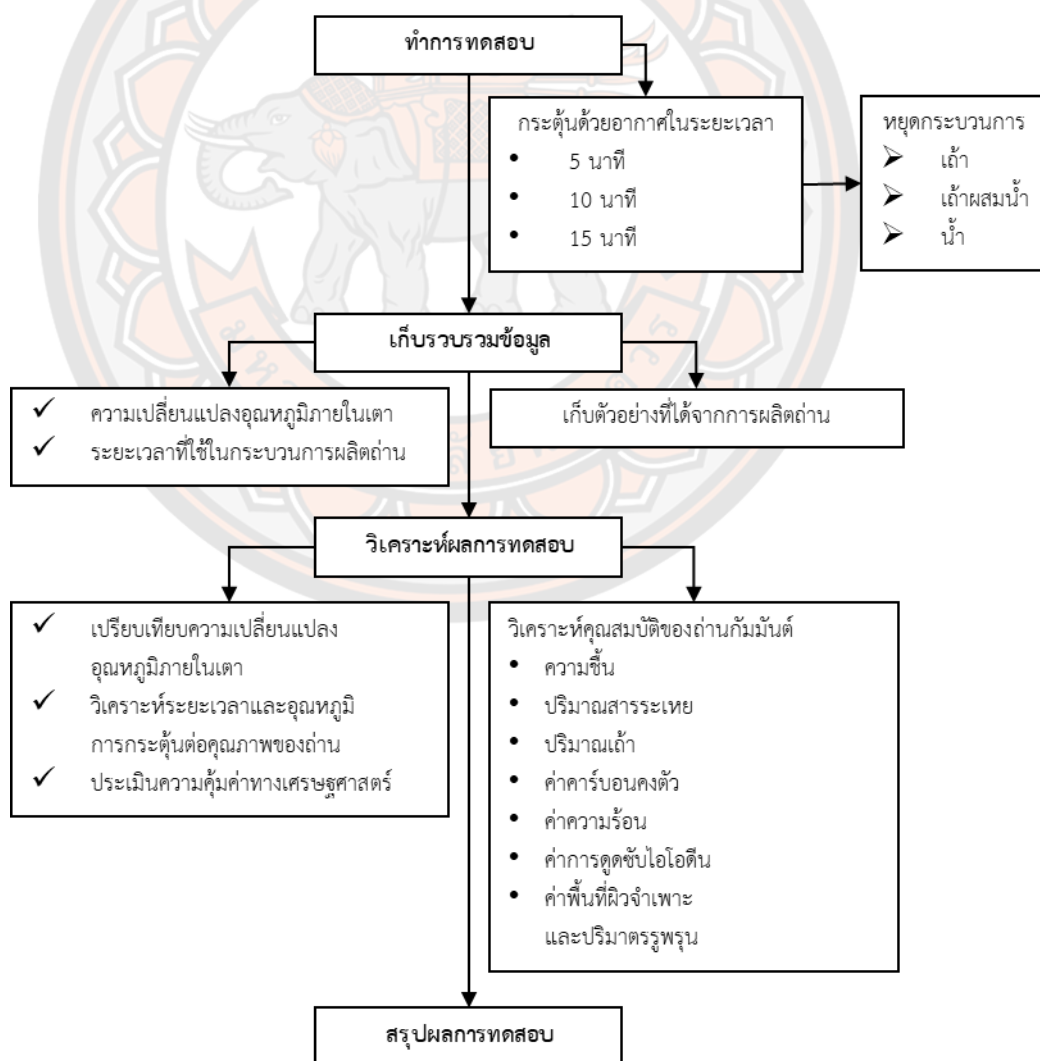 ทำการทดสอบ
กระตุ้นด้วยอากาศในระยะเวลา
• 5 นาที
• 10 นาที
• 15 นาที
หยุดกระบวนการ
➢ เถ้า
➢ เถ้าผสมน้ำ
➢ น้ำ
เก็บรวบรวมข้อมูล
✓ ความเปลี่ยนแปลงอุณหภูมิภายในเตา
✓ ระยะเวลาที่ใช้ในกระบวนการผลิตถ่าน
เก็บตัวอย่างที่ได้จากการผลิตถ่าน
วิเคราะห์ผลการทดสอบ
✓ เปรียบเทียบความเปลี่ยนแปลง
อุณหภูมิภายในเตา
✓ วิเคราะห์ระยะเวลาและอุณหภูมิ
การกระตุ้นต่อคุณภาพของถ่าน
✓ ประเมินความคุ้มค่าทางเศรษฐศาสตร์
วิเคราะห์คุณสมบัติของถ่านกัมมันต์
• ความชื้น
• ปริมาณสารระเหย
• ปริมาณเถ้า
• ค่าคาร์บอนคงตัว
• ค่าความร้อน
• ค่าการดูดซับไอโอดีน
• ค่าพื้นที่ผิวจำเพาะ
และปริมาตรรูพรุน
สรุปผลการทดสอบ